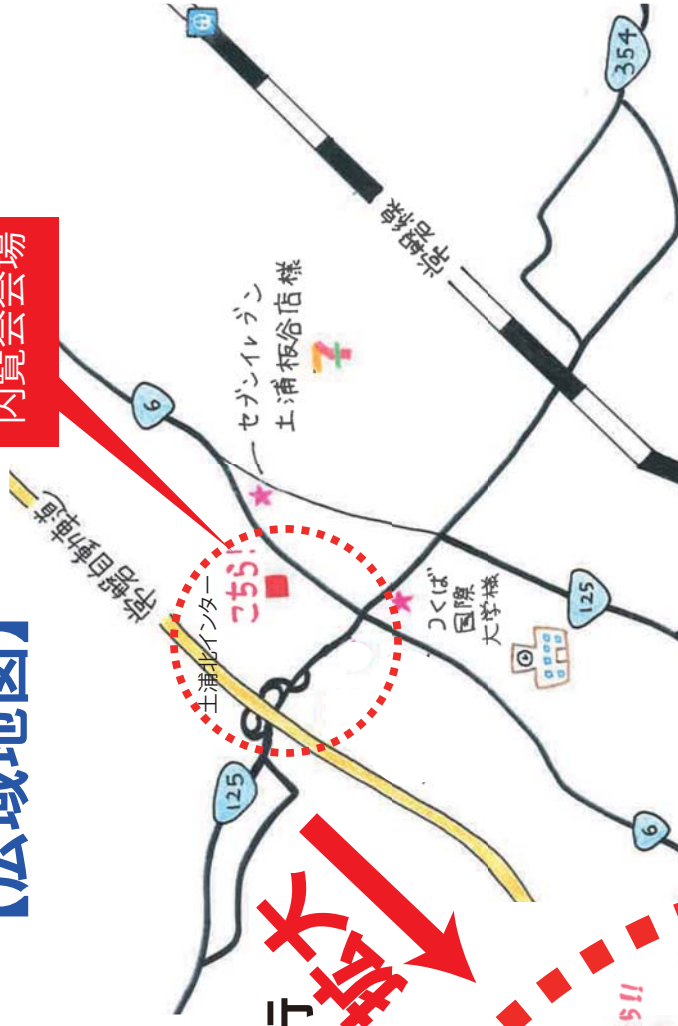 【広域地図】
内覧会会場
354
常磐線
6
セブンイレブン
土浦板谷店様
常磐自動車道
土浦北インター
こちら!
つくば
国際
大学様
125
125
6
拡大